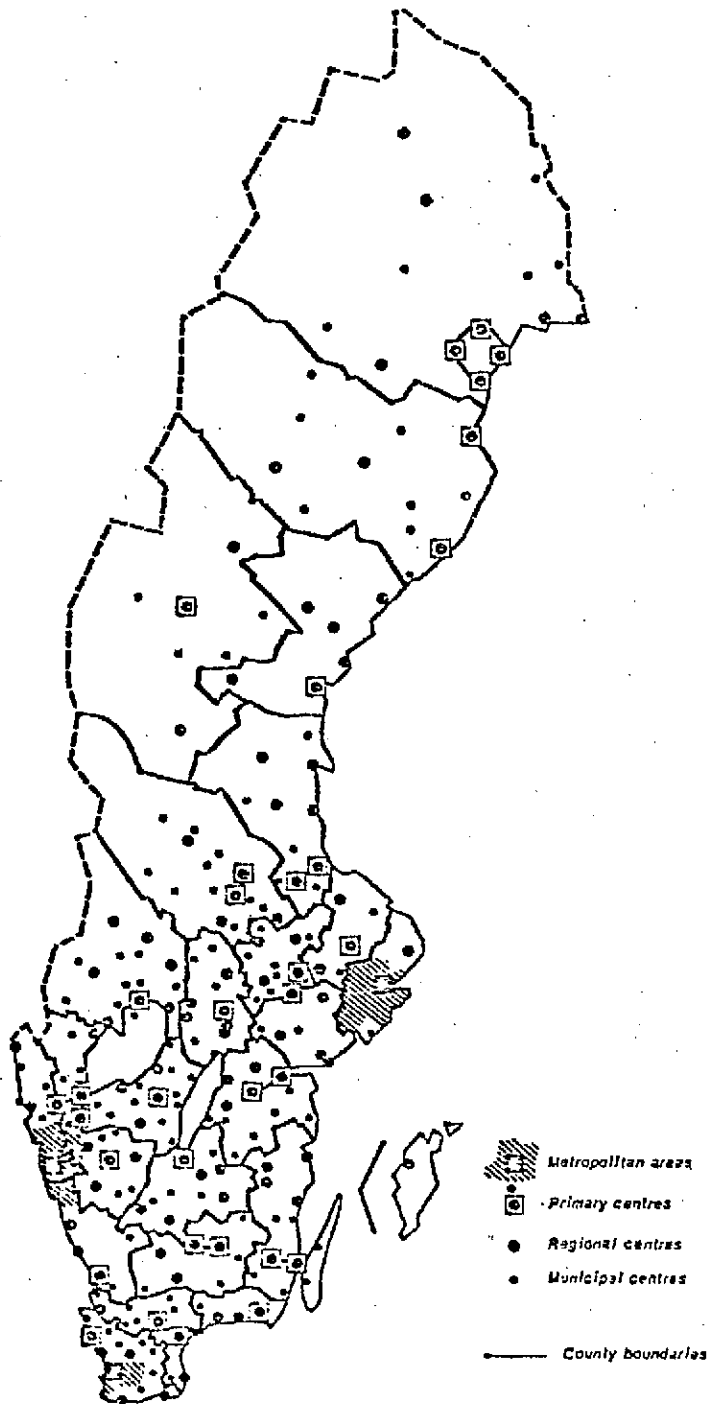 Metropolitan areas
Primary centres
Regional centres
Municipal centres
County boundaries